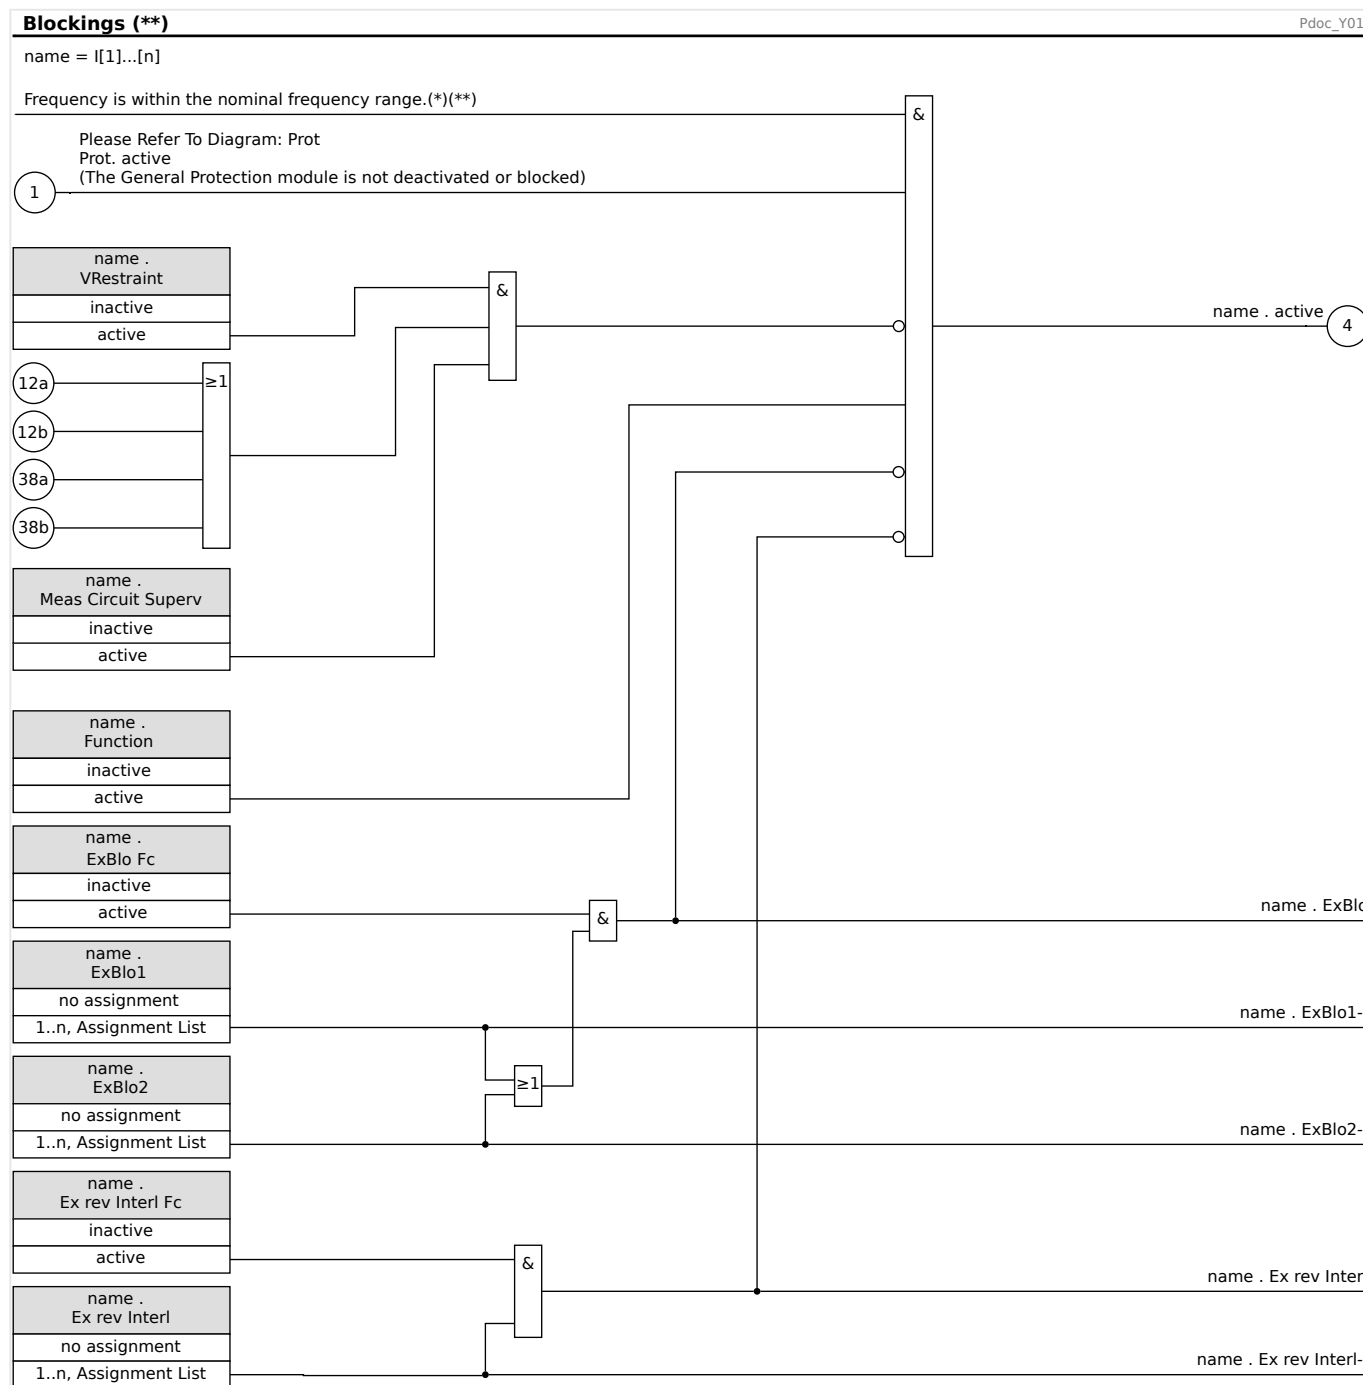 Blockings (**)
Pdoc_Y01
name = I[1]...[n]
Frequency is within the nominal frequency range.(*)(**)
&
Please Refer To Diagram: Prot
Prot. active
(The General Protection module is not deactivated or blocked)
1
name .
VRestraint
inactive
active
&
name . active
4
12a
≥1
12b
38a
38b
name .
Meas Circuit Superv
inactive
active
name .
Function
inactive
active
name .
ExBlo Fc
inactive
active
&
name . ExBlo
name .
ExBlo1
no assignment
1..n, Assignment List
name . ExBlo1-
≥1
name .
ExBlo2
no assignment
1..n, Assignment List
name . ExBlo2-
name .
Ex rev Interl Fc
inactive
active
&
name . Ex rev Inter
name .
Ex rev Interl
no assignment
1..n, Assignment List
name . Ex rev Interl-